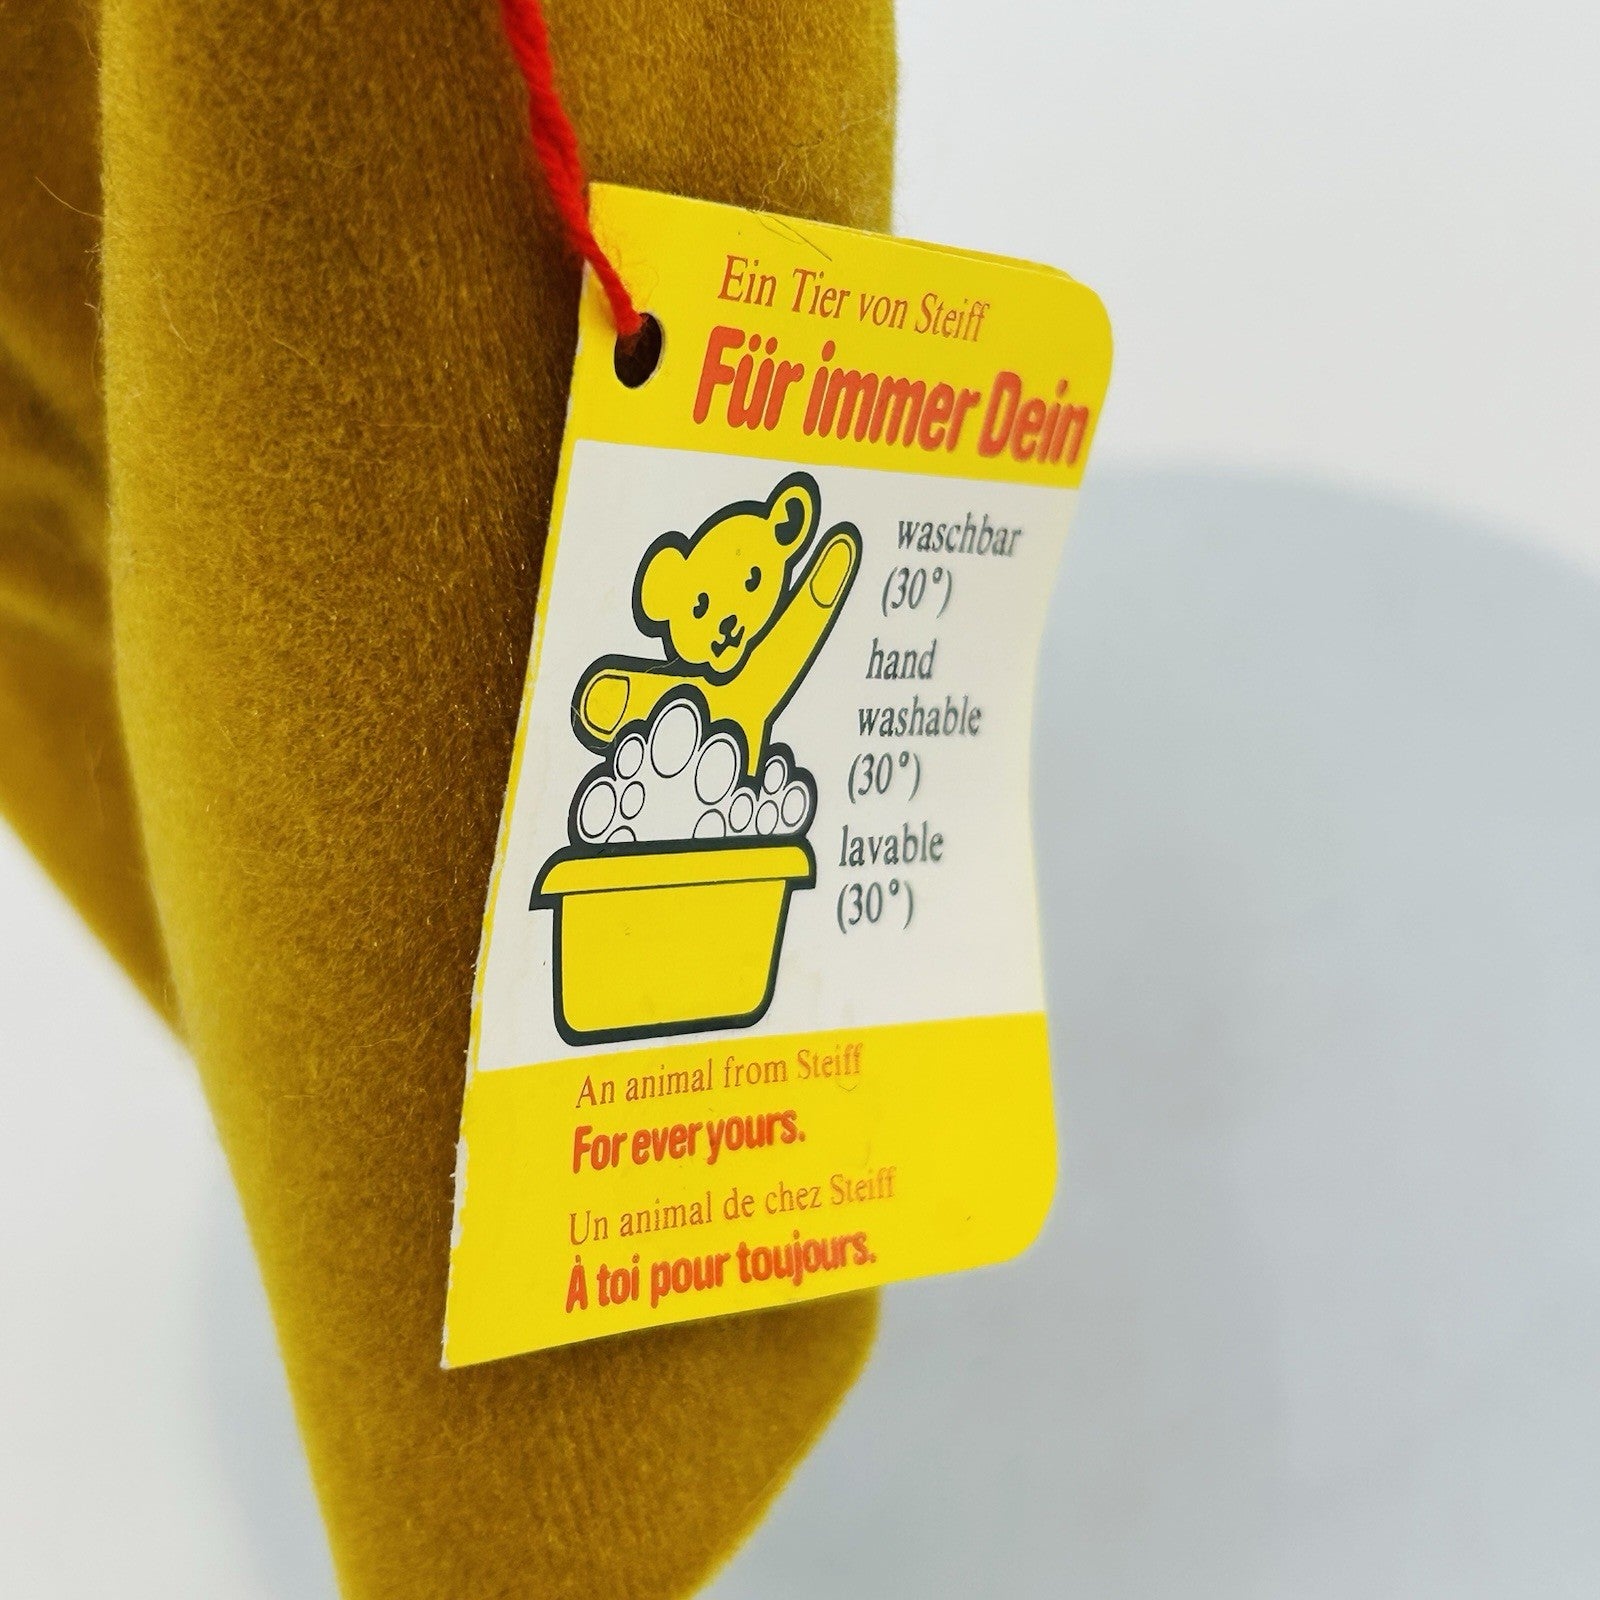 Ein Tier von Steiff
Für immer Dein
waschbar
(30°)
hand
washable
(30°)
lavable
(30°)
An animal from Steiff
For ever yours.
Un animal de chez Steiff
À toi pour toujours.